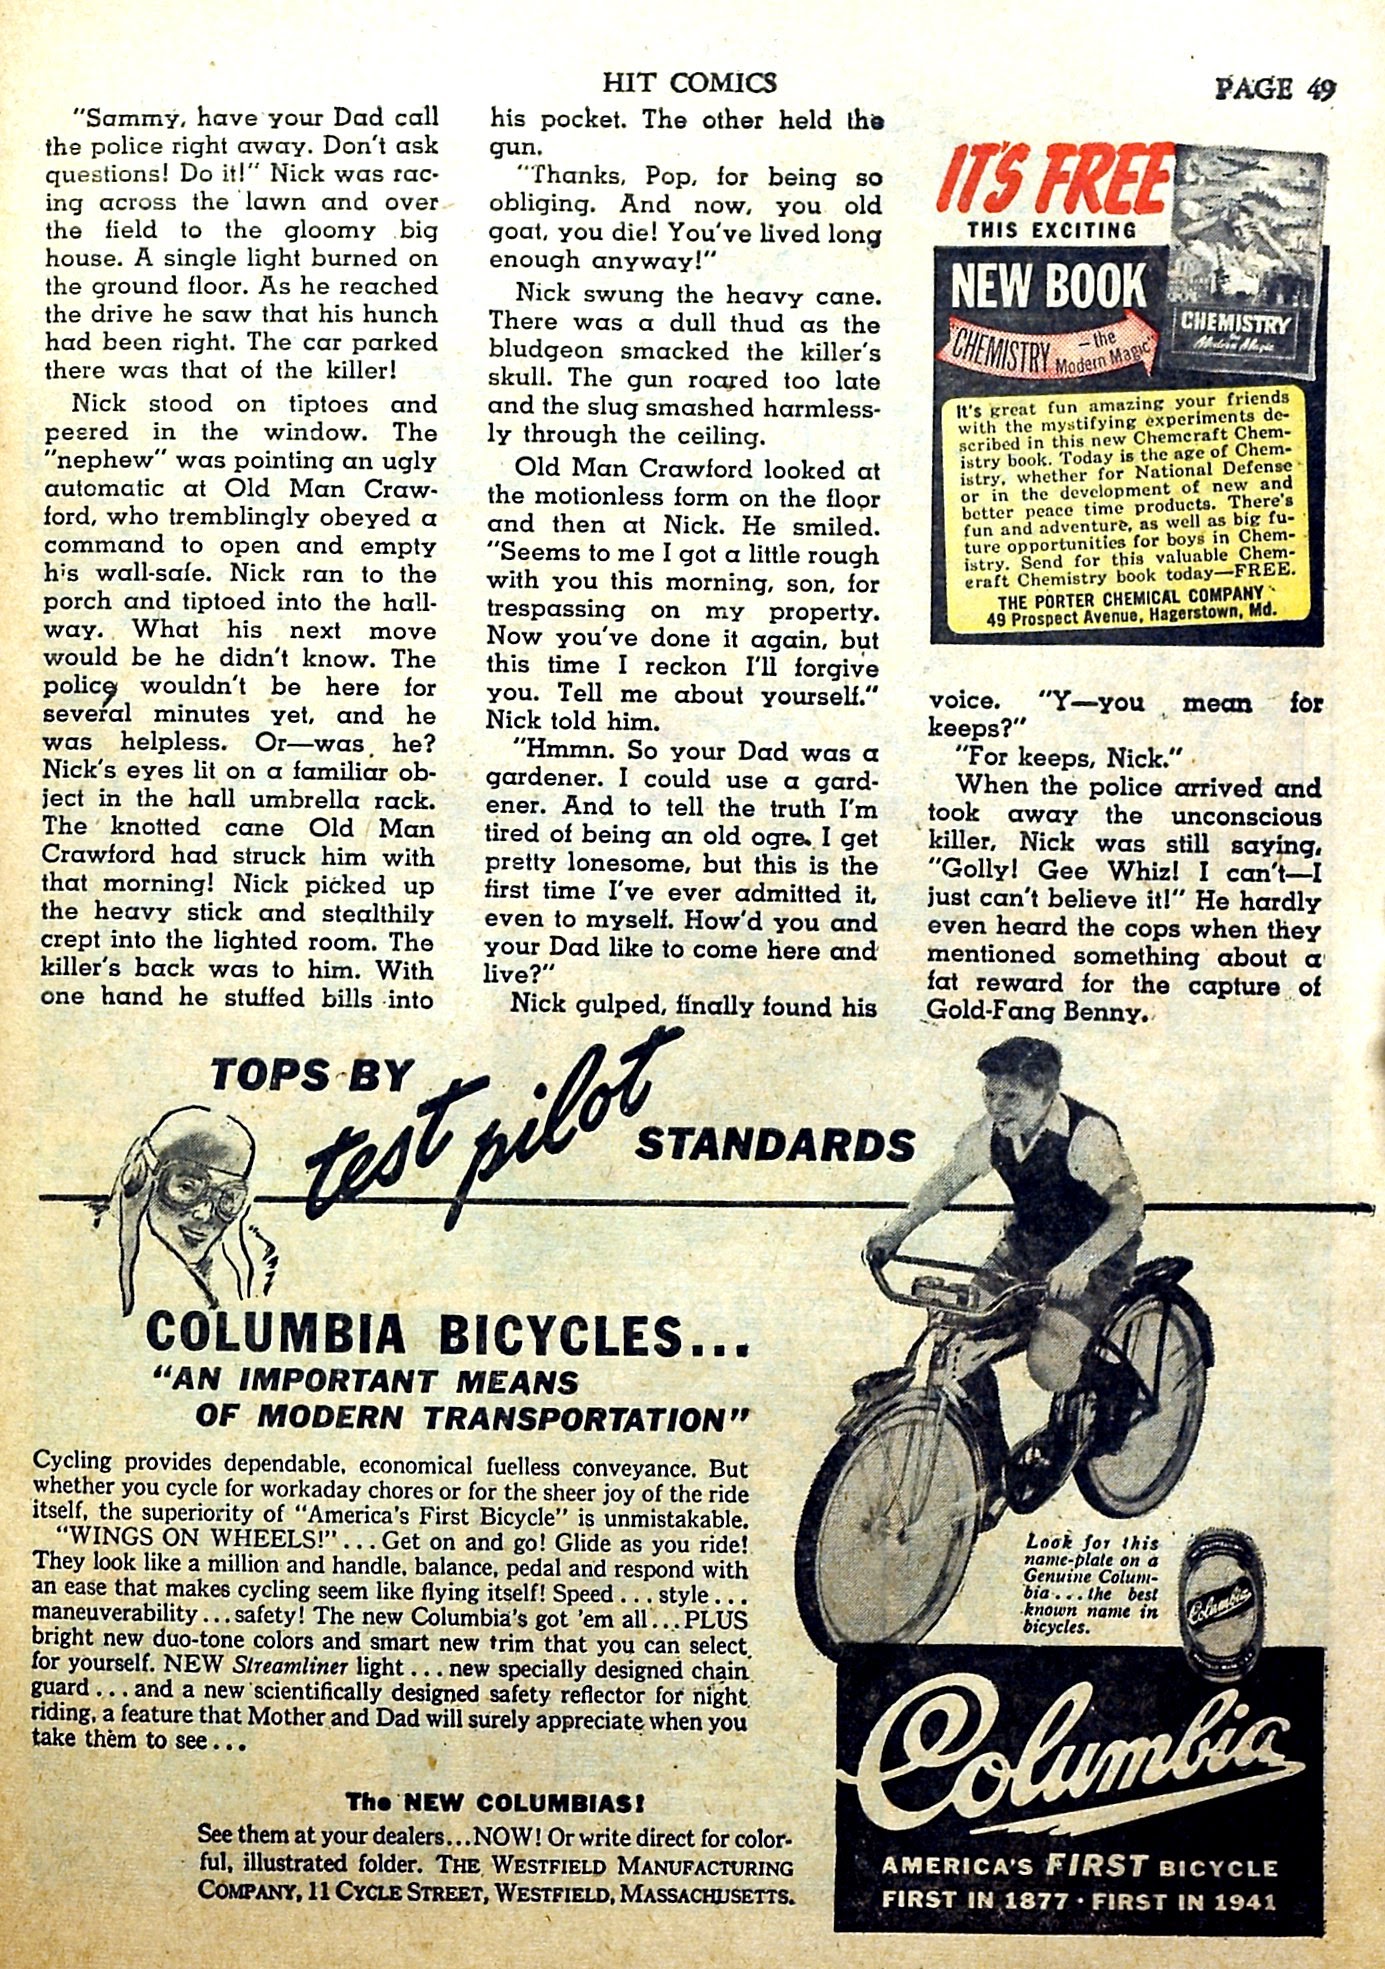 HIT COMICS
PAGE 49
"Sammy, have your Dad call
the police right away. Don't ask
questions! Do it!" Nick was rac-
ing across the lawn and over
the field to the gloomy big
house. A single light burned on
the ground floor. As he reached
the drive he saw that his hunch
had been right. The car parked
there was that of the killer!
Nick stood on tiptoes and
peered in the window. The
"nephew" was pointing an ugly
automatic at Old Man Craw-
ford, who tremblingly obeyed a
command to open and empty
his wall-safe. Nick ran to the
porch and tiptoed into the hall-
way. What his next move
would be he didn't know. The
police wouldn't be here for
several minutes yet, and he
was helpless. Or—was he?
Nick's eyes lit on a familiar ob-
ject in the hall umbrella rack.
The knotted cane Old Man
Crawford had struck him with
that morning! Nick picked up
the heavy stick and stealthily
crept into the lighted room. The
killer's back was to him. With
one hand he stuffed bills into
his pocket. The other held the
gun.
"Thanks, Pop, for being so
obliging. And now, you old
goat, you die! You've lived long
enough anyway!"
Nick swung the heavy cane.
There was a dull thud as the
bludgeon smacked the killer's
skull. The gun roared too late
and the slug smashed harmless-
ly through the ceiling.
Old Man Crawford looked at
the motionless form on the floor
and then at Nick. He smiled.
"Seems to me I got a little rough
with you this morning, son, for
trespassing on my property.
Now you've done it again, but
this time I reckon I'll forgive
you. Tell me about yourself."
Nick told him.
"Hmmn. So your Dad was a
gardener. I could use a gard-
ener. And to tell the truth I'm
tired of being an old ogre. I get
pretty lonesome, but this is the
first time I've ever admitted it,
even to myself. How'd you and
your Dad like to come here and
live?"
Nick gulped, finally found his
IT'S FREE
THIS EXCITING
NEW BOOK
"CHEMISTRY —the
Modern Magic"
CHEMISTRY
Modern Magic
It's great fun amazing your friends
with the mystifying experiments de-
scribed in this new Chemcraft Chem-
istry book. Today is the age of Chem-
istry, whether for National Defense
or in the development of new and
better peace time products. There's
fun and adventure, as well as big fu-
ture opportunities for boys in Chem-
istry. Send for this valuable Chem-
craft Chemistry book today—FREE.
THE PORTER CHEMICAL COMPANY
49 Prospect Avenue, Hagerstown, Md.
voice. "Y—you mean for
keeps?"
"For keeps, Nick."
When the police arrived and
took away the unconscious
killer, Nick was still saying,
"Golly! Gee Whiz! I can't—I
just can't believe it!" He hardly
even heard the cops when they
mentioned something about a
fat reward for the capture of
Gold-Fang Benny.
TOPS BY test pilot STANDARDS
COLUMBIA BICYCLES...
"AN IMPORTANT MEANS
OF MODERN TRANSPORTATION"
Cycling provides dependable, economical fuelless conveyance. But
whether you cycle for workaday chores or for the sheer joy of the ride
itself, the superiority of "America's First Bicycle" is unmistakable.
"WINGS ON WHEELS!"...Get on and go! Glide as you ride!
They look like a million and handle, balance, pedal and respond with
an ease that makes cycling seem like flying itself! Speed...style...
maneuverability...safety! The new Columbia's got 'em all...PLUS
bright new duo-tone colors and smart new trim that you can select
for yourself. NEW Streamliner light...new specially designed chain
guard...and a new scientifically designed safety reflector for night
riding, a feature that Mother and Dad will surely appreciate when you
take them to see...
The NEW COLUMBIAS!
See them at your dealers...NOW! Or write direct for color-
ful, illustrated folder. THE WESTFIELD MANUFACTURING
COMPANY, 11 CYCLE STREET, WESTFIELD, MASSACHUSETTS.
Look for this
name-plate on a
Genuine Colum-
bia...the best
known name in
bicycles.
Columbia
Columbia
AMERICA'S FIRST BICYCLE
FIRST IN 1877 · FIRST IN 1941